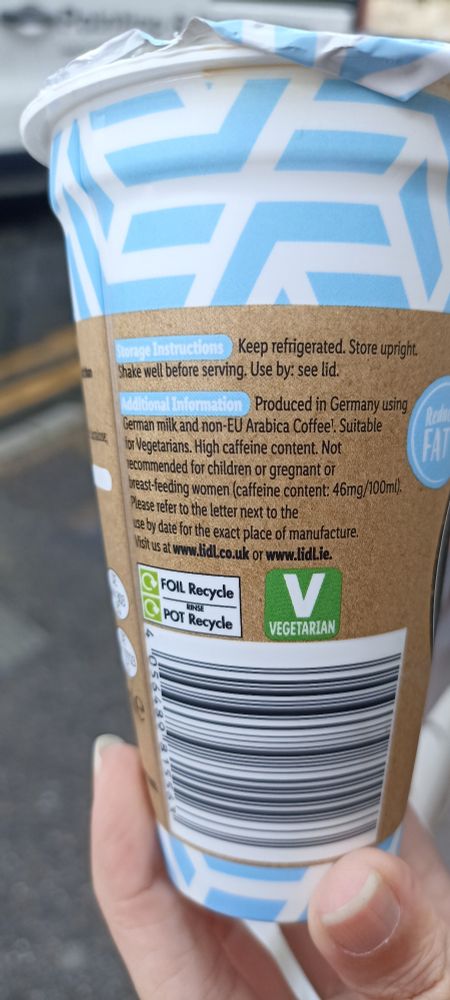 Storage Instructions Keep refrigerated. Store upright.
Shake well before serving. Use by: see lid.
Additional Information Produced in Germany using
German milk and non-EU Arabica Coffee¹. Suitable
for Vegetarians. High caffeine content. Not
recommended for children or gregnant or
breast-feeding women (caffeine content: 46mg/100ml).
Please refer to the letter next to the
use by date for the exact place of manufacture.
Visit us at www.lidl.co.uk or www.lidl.ie.
FAT
FOIL Recycle
RINSE
POT Recycle
V
VEGETARIAN